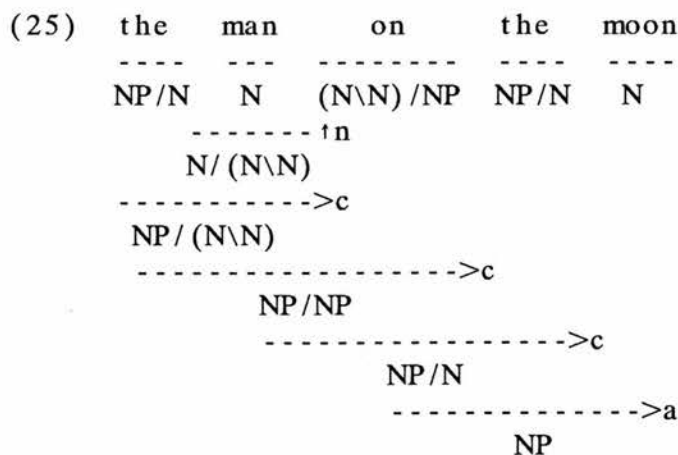 (25) the man on the moon
---- --- -------- ---- ----
NP/N N (N\N)/NP NP/N N
-------↑n
N/(N\N)
------------>c
NP/(N\N)
-------------------->c
NP/NP
------------------>c
NP/N
--------------->a
NP